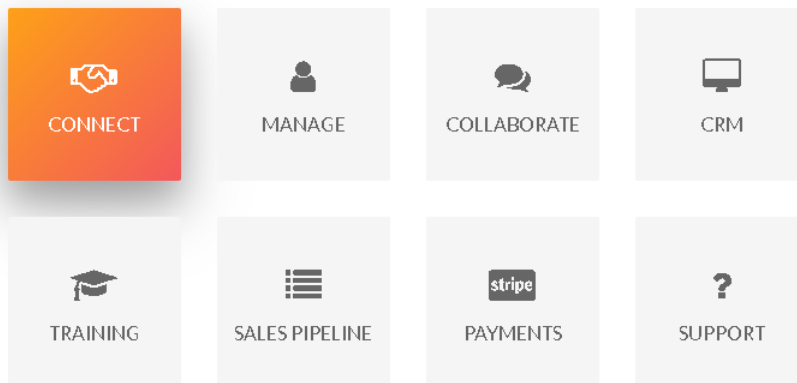 CONNECT
MANAGE
COLLABORATE
CRM
TRAINING
SALES PIPELINE
stripe
PAYMENTS
?
SUPPORT